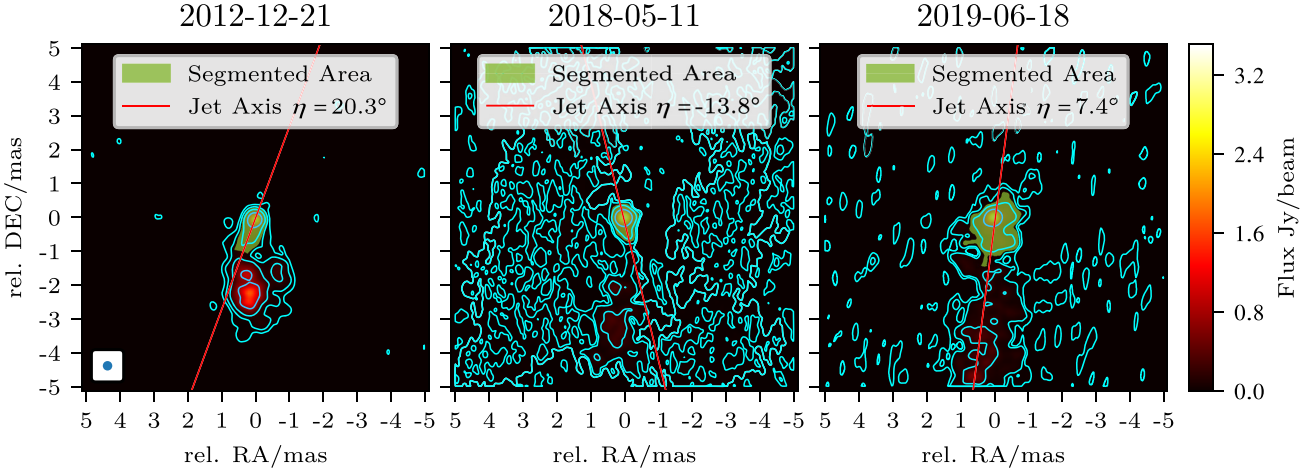 2012-12-21
2018-05-11
2019-06-18
Segmented Area
Jet Axis η = 20.3°
Segmented Area
Jet Axis η = -13.8°
Segmented Area
Jet Axis η = 7.4°
rel. DEC/mas
5
4
3
2
1
0
-1
-2
-3
-4
-5
5 4 3 2 1 0 -1 -2 -3 -4 -5
5 4 3 2 1 0 -1 -2 -3 -4 -5
5 4 3 2 1 0 -1 -2 -3 -4 -5
rel. RA/mas
rel. RA/mas
rel. RA/mas
3.2
2.4
1.6
0.8
0.0
Flux Jy/beam